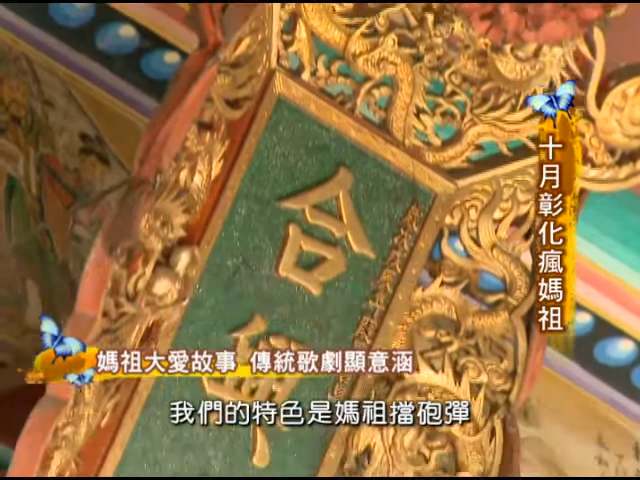 十月彰化瘋媽祖
合
媽祖大愛故事 傳統歌劇顯意涵
我們的特色是媽祖擋砲彈